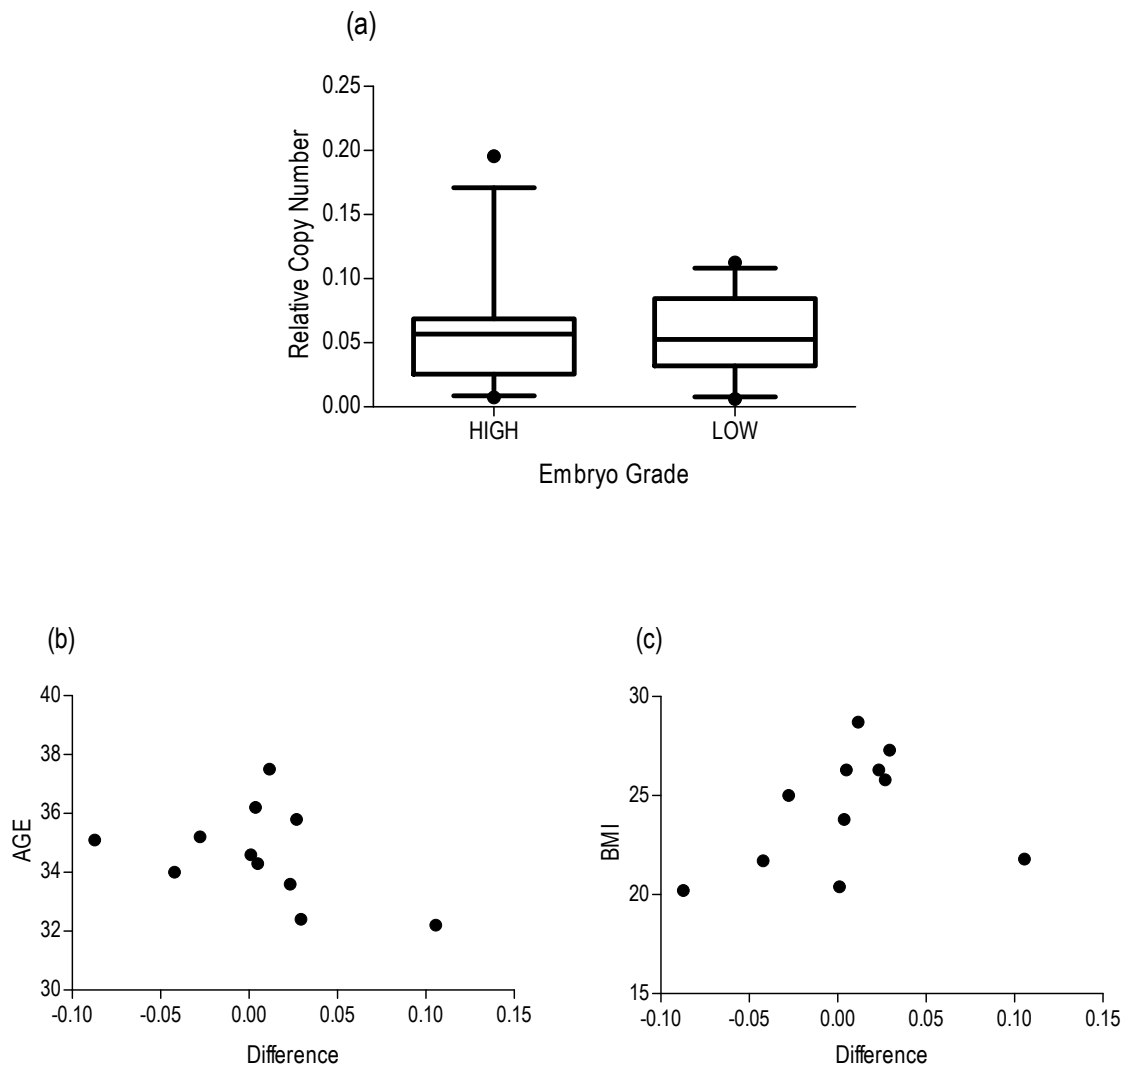 (a)
0.25
0.20
0.15
0.10
0.05
0.00
Relative Copy Number
HIGH LOW
Embryo Grade
(b)
40
38
36
34
32
30
AGE
-0.10 -0.05 0.00 0.05 0.10 0.15
Difference
(c)
30
25
20
15
BMI
-0.10 -0.05 0.00 0.05 0.10 0.15
Difference